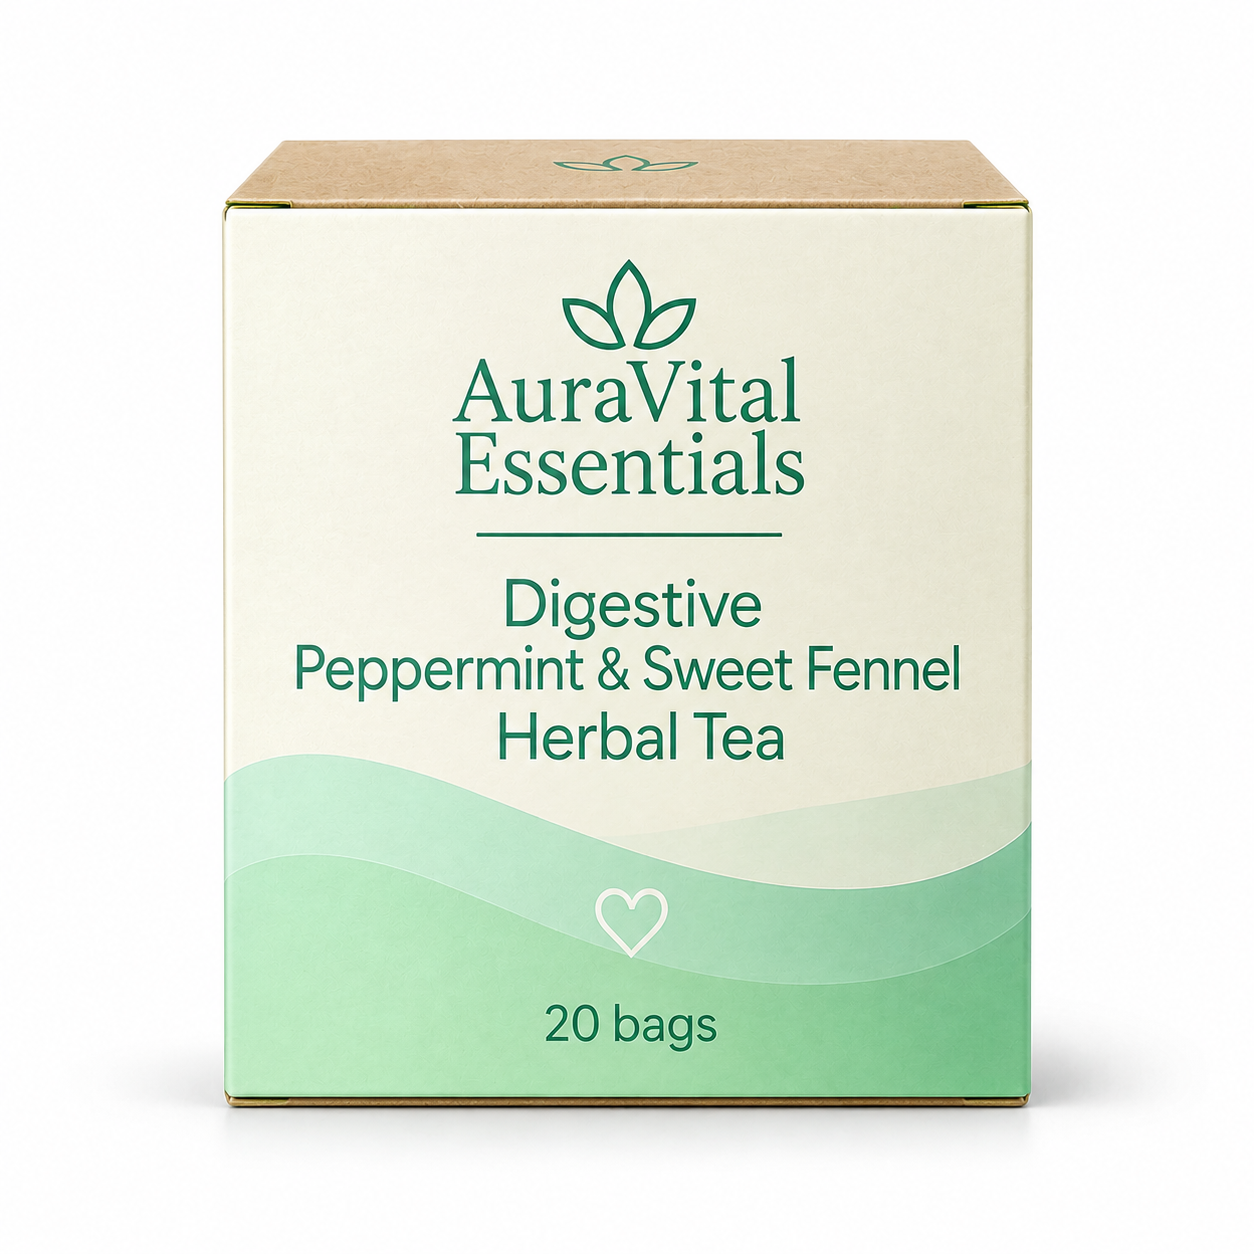 AuraVital
Essentials
Digestive
Peppermint & Sweet Fennel
Herbal Tea
20 bags